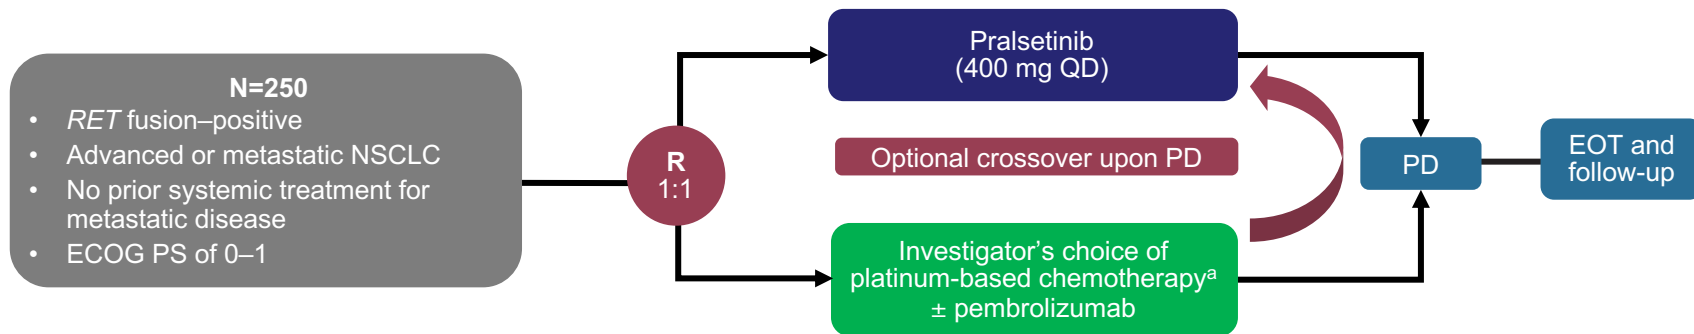 N=250
• RET fusion–positive
• Advanced or metastatic NSCLC
• No prior systemic treatment for
metastatic disease
• ECOG PS of 0–1
R
1:1
Pralsetinib
(400 mg QD)
Optional crossover upon PD
Investigator’s choice of
platinum-based chemotherapyᵃ
± pembrolizumab
PD
EOT and
follow-up